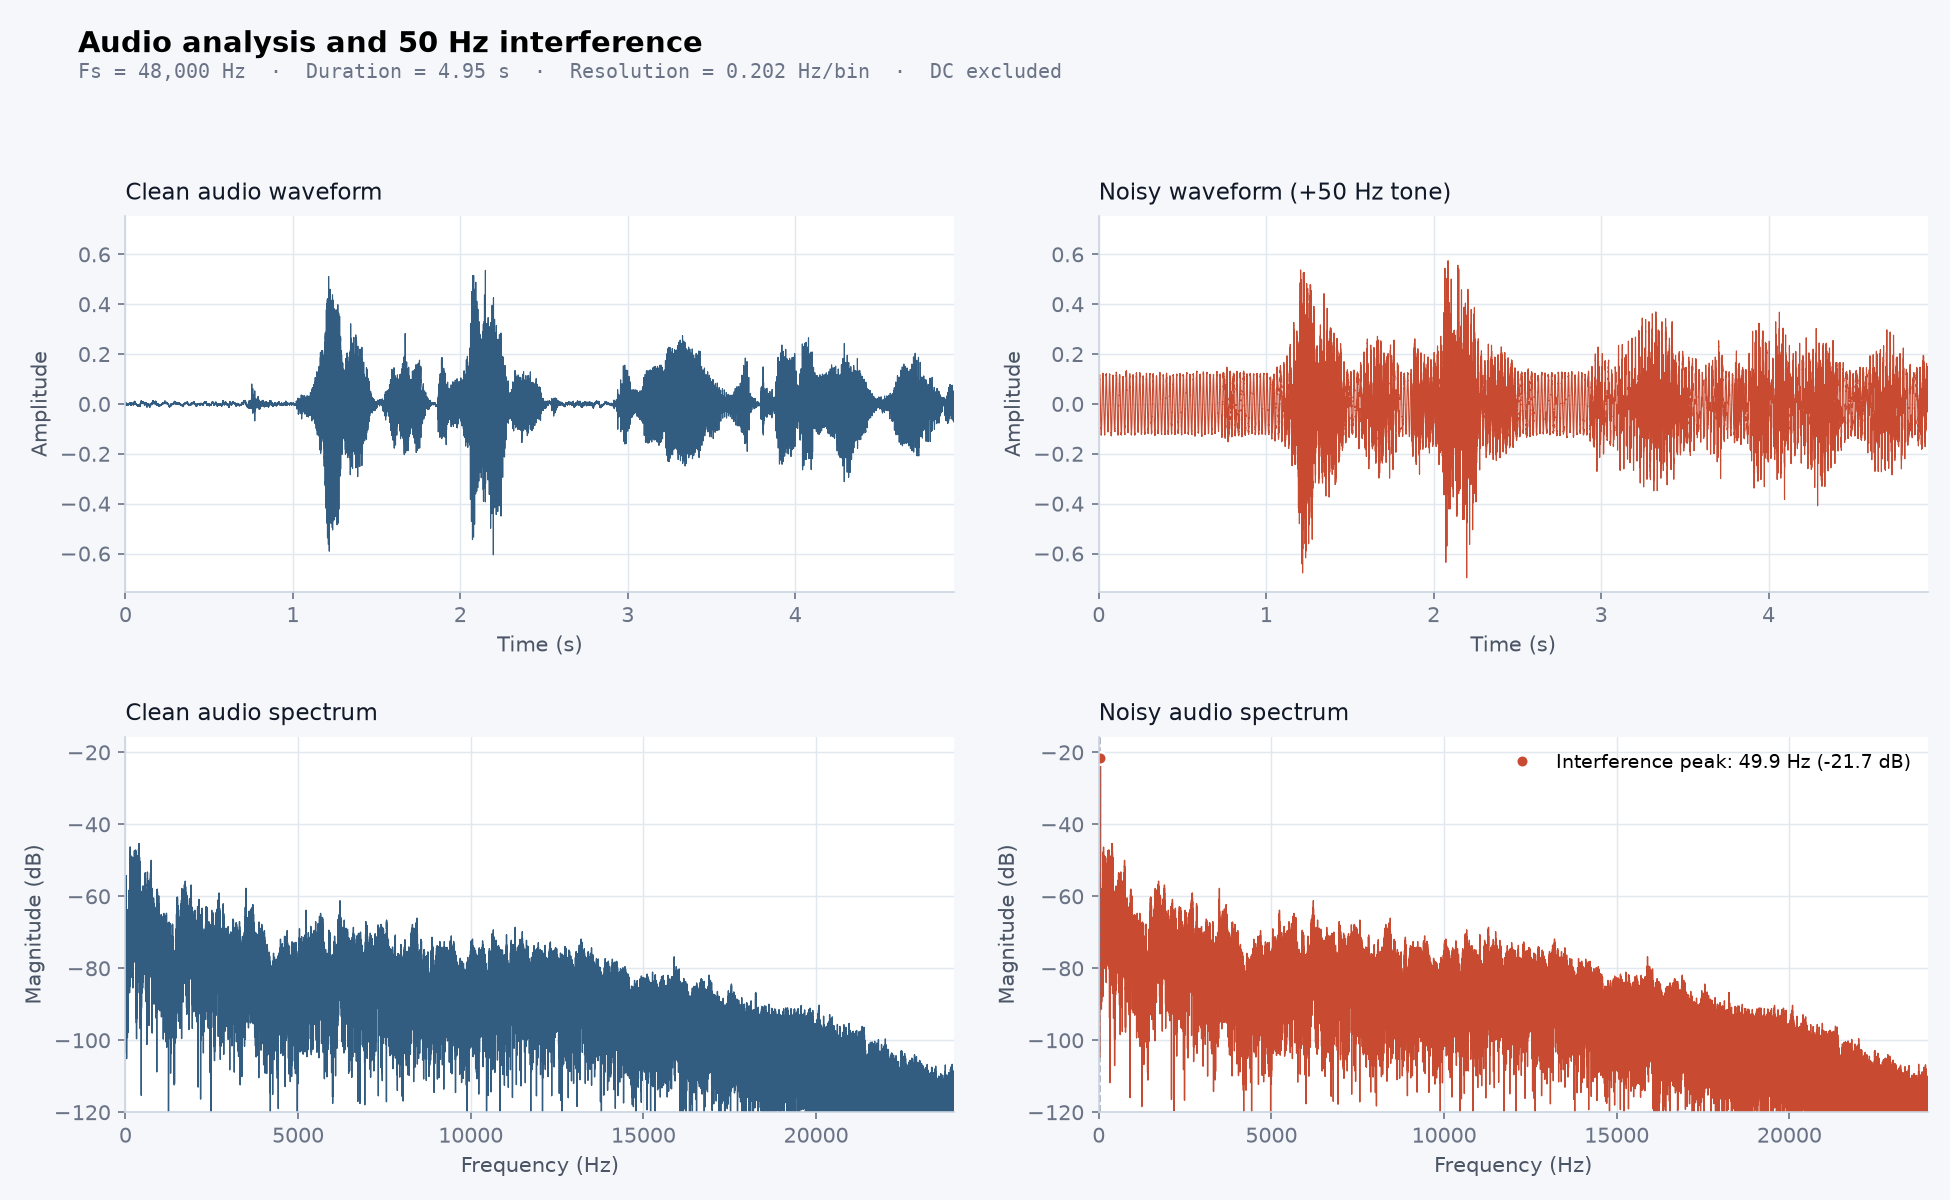 Audio analysis and 50 Hz interference
Fs = 48,000 Hz · Duration = 4.95 s · Resolution = 0.202 Hz/bin · DC excluded
Clean audio waveform
0.6
0.4
0.2
0.0
−0.2
−0.4
−0.6
Amplitude
0 1 2 3 4
Time (s)
Noisy waveform (+50 Hz tone)
0.6
0.4
0.2
0.0
−0.2
−0.4
−0.6
Amplitude
0 1 2 3 4
Time (s)
Clean audio spectrum
−20
−40
−60
−80
−100
−120
Magnitude (dB)
0 5000 10000 15000 20000
Frequency (Hz)
Noisy audio spectrum
Interference peak: 49.9 Hz (-21.7 dB)
−20
−40
−60
−80
−100
−120
Magnitude (dB)
0 5000 10000 15000 20000
Frequency (Hz)